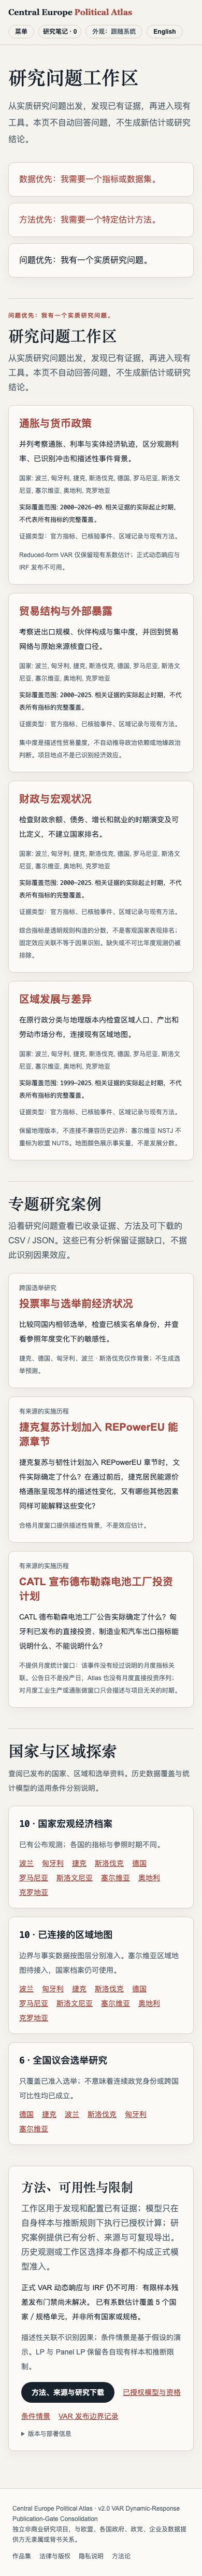 Central Europe Political Atlas
菜单
研究笔记 · 0
外观：跟随系统
English
研究问题工作区
从实质研究问题出发，发现已有证据，再进入现有
工具。本页不自动回答问题，不生成新估计或研究
结论。
数据优先：我需要一个指标或数据集。
方法优先：我需要一个特定估计方法。
问题优先：我有一个实质研究问题。
问题优先：我有一个实质研究问题。
研究问题工作区
从实质研究问题出发，发现已有证据，再进入现有
工具。本页不自动回答问题，不生成新估计或研究
结论。
通胀与货币政策
并列考察通胀、利率与实体经济轨迹，区分观测利
率、已识别冲击和描述性事件背景。
国家: 波兰, 匈牙利, 捷克, 斯洛伐克, 德国, 罗马尼亚, 斯洛文
尼亚, 塞尔维亚, 奥地利, 克罗地亚
实际覆盖范围: 2000–2026-09. 相关证据的实际起止时期，
不代表所有指标的完整覆盖。
证据类型：官方指标、已核验事件、区域记录与现有方法。
Reduced-form VAR 仅保留现有系数估计；正式动态响应与
IRF 发布不可用。
贸易结构与外部暴露
考察进出口规模、伙伴构成与集中度，并回到贸易
网络与原始来源核查口径。
国家: 波兰, 匈牙利, 捷克, 斯洛伐克, 德国, 罗马尼亚, 斯洛文
尼亚, 塞尔维亚, 奥地利, 克罗地亚
实际覆盖范围: 2000–2025. 相关证据的实际起止时期，不代
表所有指标的完整覆盖。
证据类型：官方指标、已核验事件、区域记录与现有方法。
集中度是描述性贸易量度，不自动推导政治依赖或地缘政治
判断。项目地点不是已识别经济效应。
财政与宏观状况
检查财政余额、债务、增长和就业的时期演变及可
比定义，不建立国家排名。
国家: 波兰, 匈牙利, 捷克, 斯洛伐克, 德国, 罗马尼亚, 斯洛文
尼亚, 塞尔维亚, 奥地利, 克罗地亚
实际覆盖范围: 2000–2025. 相关证据的实际起止时期，不代
表所有指标的完整覆盖。
证据类型：官方指标、已核验事件、区域记录与现有方法。
综合指标是透明规则构造的分数，不是客观国家表现排名；
固定效应关联不等于因果识别。缺失或不可比年度观测仍被
排除。
区域发展与差异
在原行政分类与地理版本内检查区域人口、产出和
劳动市场分布，连接现有区域地图。
国家: 波兰, 匈牙利, 捷克, 斯洛伐克, 德国, 罗马尼亚, 斯洛文
尼亚, 塞尔维亚, 奥地利, 克罗地亚
实际覆盖范围: 1999–2025. 相关证据的实际起止时期，不代
表所有指标的完整覆盖。
证据类型：官方指标、已核验事件、区域记录与现有方法。
保留地理版本，不连接不兼容历史边界；塞尔维亚 NSTJ 不
重标为欧盟 NUTS。地图颜色展示事实量，不是发展分数。
专题研究案例
沿着研究问题查看已收录证据、方法及可下载的
CSV / JSON。这些已有分析保留证据缺口，不据
此识别因果效应。
跨国选举研究
投票率与选举前经济状况
比较同国内相邻选举，检查已核实名单身份，并查
看参照年度变化下的敏感性。
捷克、德国、匈牙利、波兰 · 斯洛伐克仅作背景；不生成选
举预测。
有来源的实施历程
捷克复苏计划加入 REPowerEU 能
源章节
捷克复苏与韧性计划加入 REPowerEU 章节时，文
件实际确定了什么？在通过前后，捷克居民能源价
格通胀呈现怎样的描述性变化，又有哪些其他因素
同样可能解释这些变化？
合格月度窗口提供描述性背景，不是效应估计。
有来源的实施历程
CATL 宣布德布勒森电池工厂投资
计划
CATL 德布勒森电池工厂公告实际确定了什么？匈
牙利已发布的直接投资、制造业和汽车出口指标能
说明什么、不能说明什么？
不提供月度统计窗口：该事件没有经过说明的月度指标关
联。公告日不是投产日，Atlas 也没有月度直接投资序列；
对月度工业生产或通胀做窗口只会描述与项目无关的时期。
国家与区域探索
查阅已发布的国家、区域和选举资料。历史数据覆盖与统
计模型的适用条件分别说明。
10 · 国家宏观经济档案
已有公布观测；各国的指标与参照时期不同。
波兰 匈牙利 捷克 斯洛伐克 德国
罗马尼亚 斯洛文尼亚 塞尔维亚 奥地利
克罗地亚
10 · 已连接的区域地图
边界与事实数据按图层分别准入。塞尔维亚区域地
图待接入，国家档案仍可使用。
波兰 匈牙利 捷克 斯洛伐克 德国
罗马尼亚 斯洛文尼亚 塞尔维亚 奥地利
克罗地亚
6 · 全国议会选举研究
只覆盖已准入选举；不意味着连续政党身份或跨国
可比性均已成立。
德国 捷克 波兰 斯洛伐克 匈牙利
塞尔维亚
方法、可用性与限制
工作区用于发现和配置已有证据；模型只在
自身样本与推断规则下执行已授权计算；研
究案例提供已有分析、来源与可复现导出。
历史观测或工作区选择本身都不构成正式模
型准入。
正式 VAR 动态响应与 IRF 仍不可用：有限样本残
差发布门禁尚未解决。 已有系数估计覆盖 5 个国
家 / 规格单元，并非所有国家或规格。
描述性关联不识别因果；条件情景是基于假设的演
示。LP 与 Panel LP 保留各自现有样本和推断限
制。
方法、来源与研究下载
已授权模型与资格
条件情景
VAR 发布边界记录
▸ 版本与部署信息
Central Europe Political Atlas · v2.0 VAR Dynamic-Response
Publication-Gate Consolidation
独立非商业研究项目，与欧盟、各国政府、政党、企业及数据提
供方无隶属或背书关系。
作品集 法律与版权 隐私说明 方法论